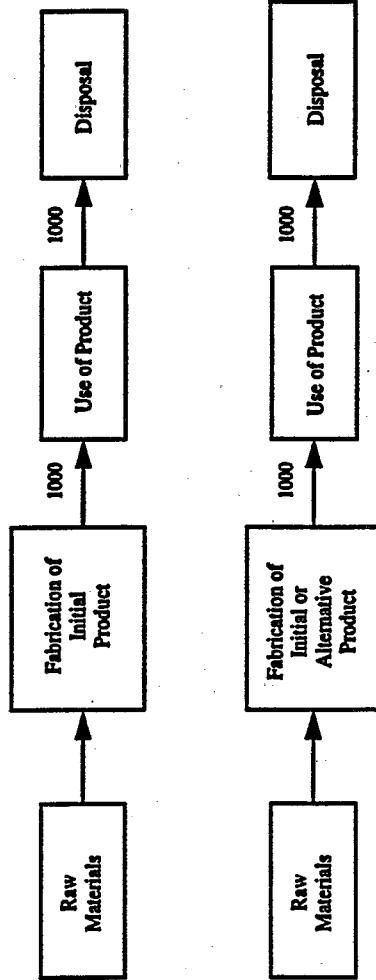 Raw
Materials
Fabrication of
Initial
Product
1000
Use of Product
1000
Disposal
Raw
Materials
Fabrication of
Initial or
Alternative
Product
1000
Use of Product
1000
Disposal